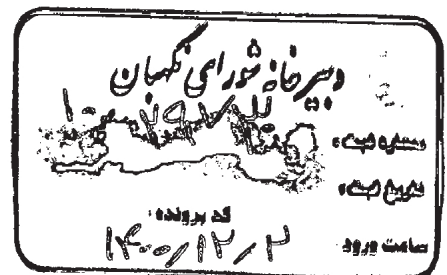 دبیرخانه شورای نگهبان
شماره ثبت:
تاریخ ثبت:
کد پرونده:
ساعت ورود: ۱۴۰۰/۱۲/۲